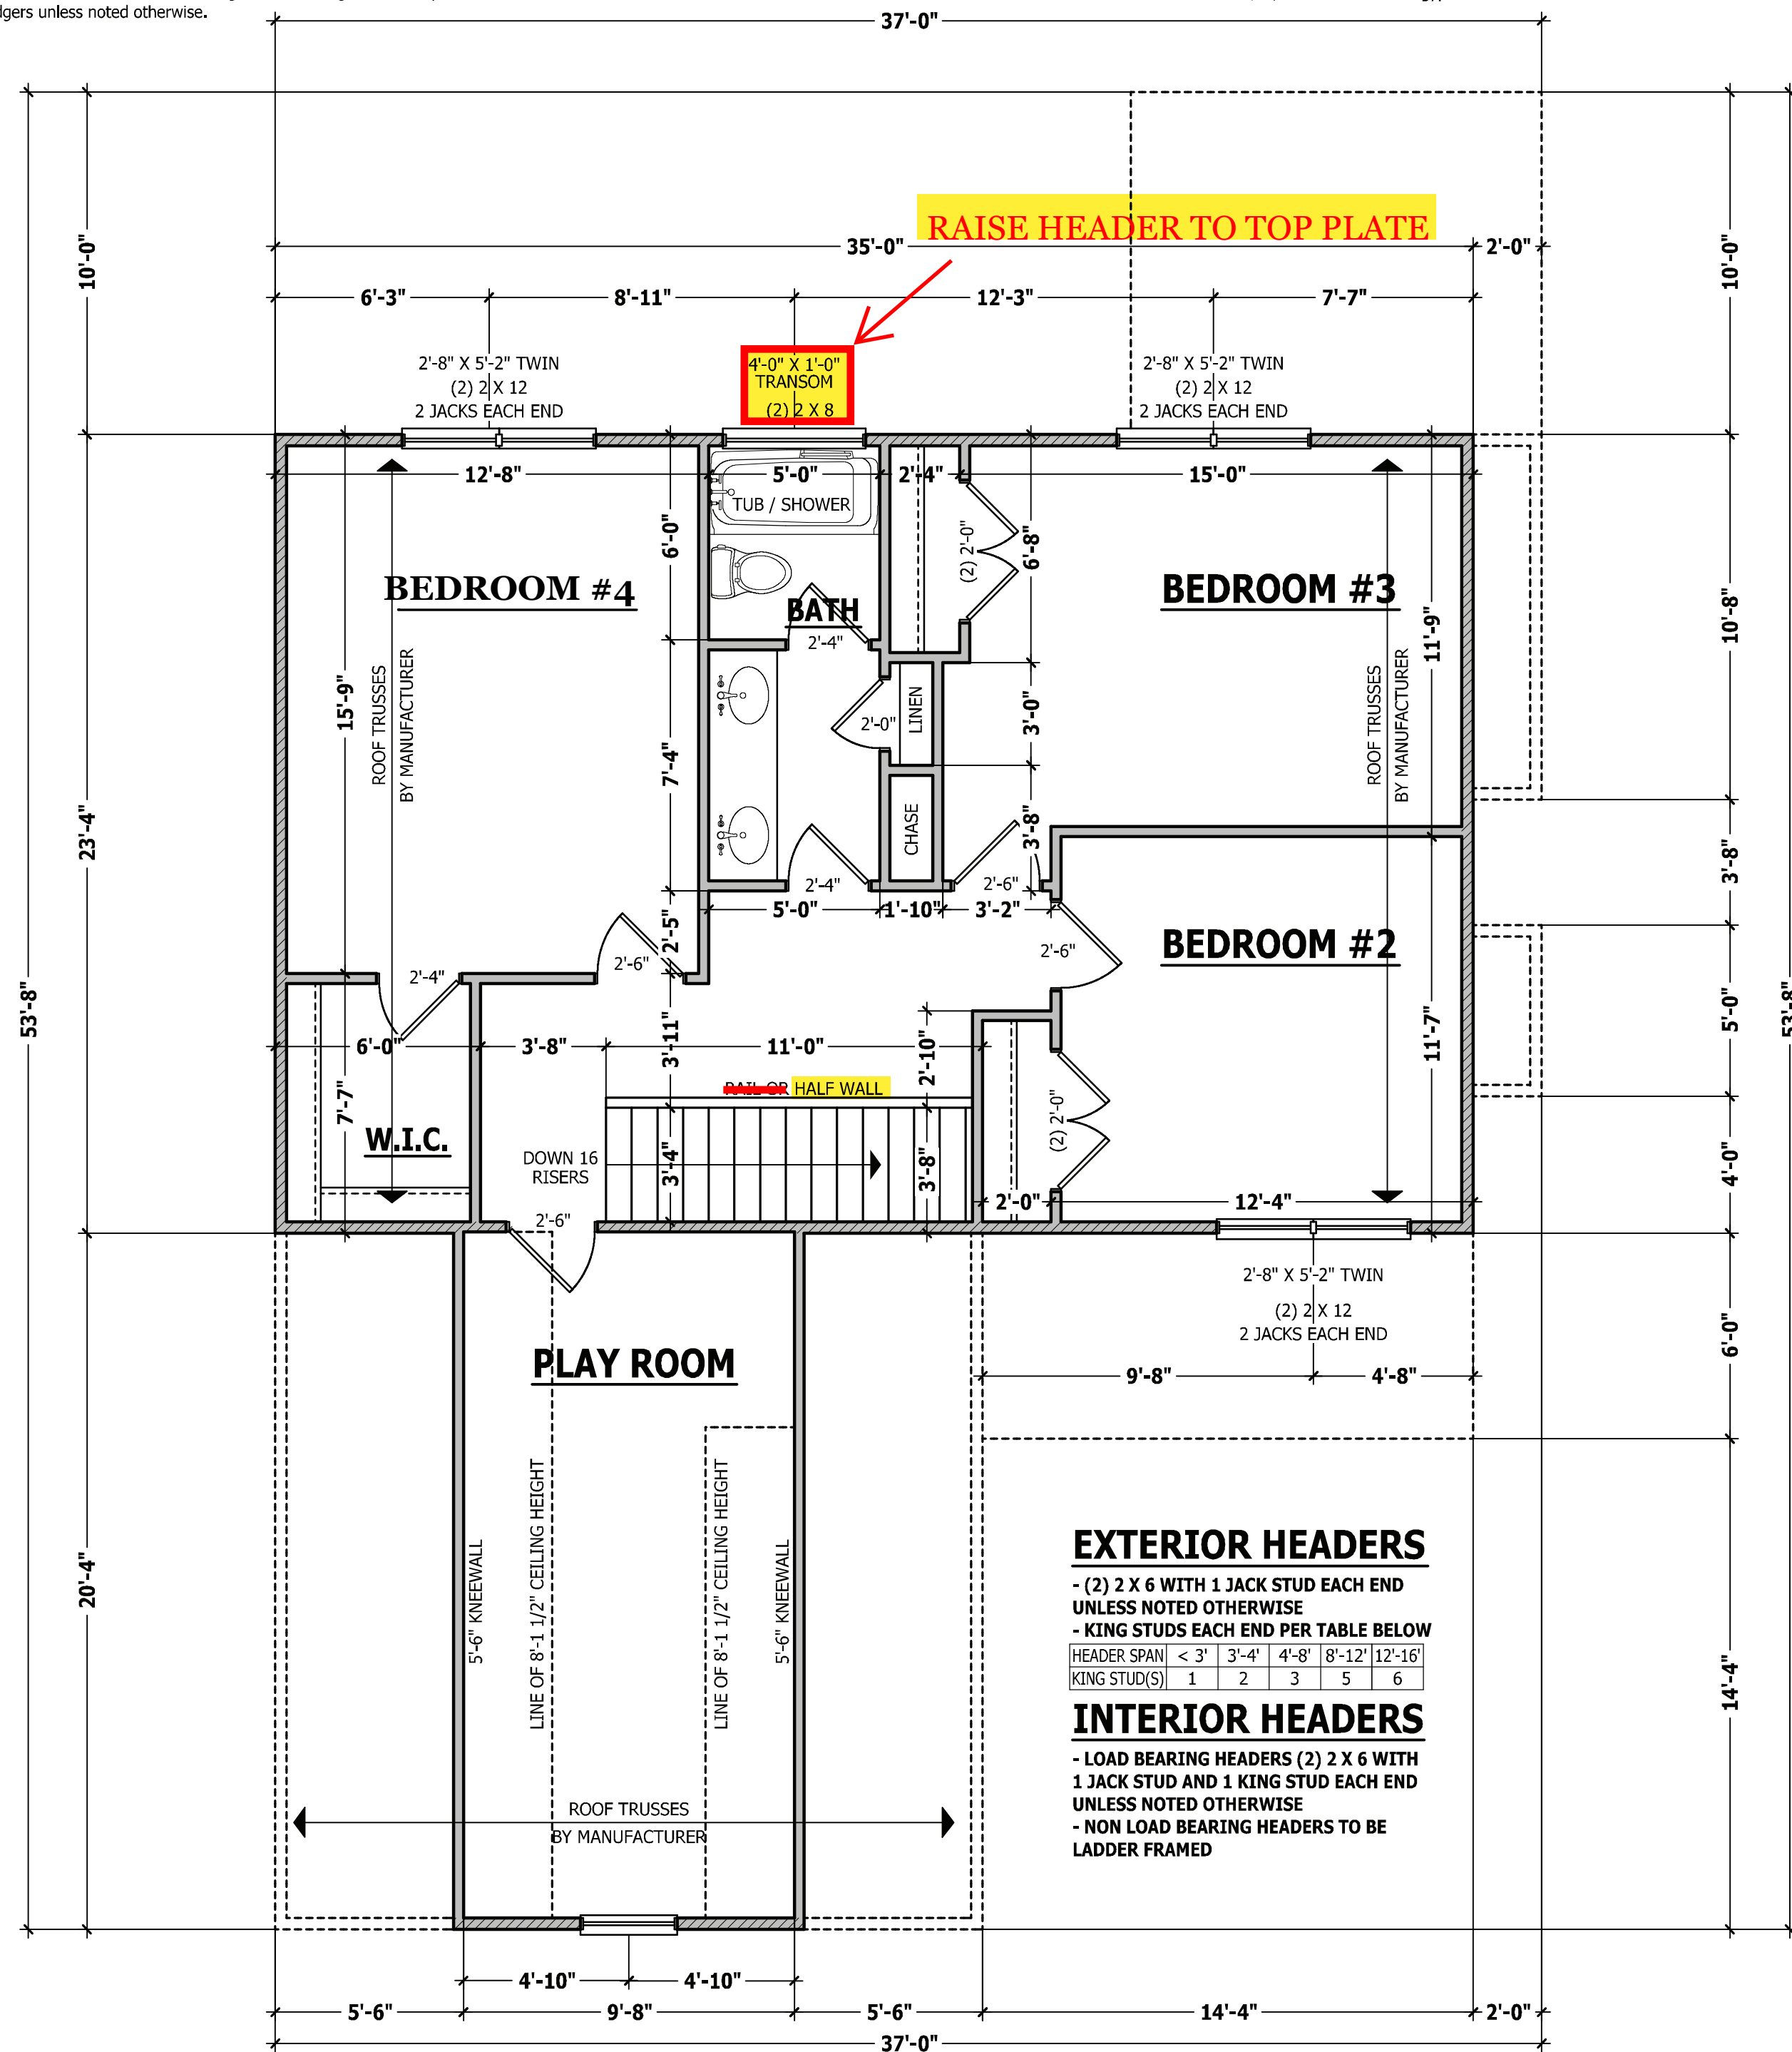 dgers unless noted otherwise.
37'-0"
RAISE HEADER TO TOP PLATE
35'-0"
2'-0"
10'-0"
10'-0"
6'-3"
8'-11"
12'-3"
7'-7"
2'-8" X 5'-2" TWIN
(2) 2 X 12
2 JACKS EACH END
4'-0" X 1'-0"
TRANSOM
(2) 2 X 8
2'-8" X 5'-2" TWIN
(2) 2 X 12
2 JACKS EACH END
12'-8"
5'-0"
2'-4"
15'-0"
TUB / SHOWER
6'-0"
(2) 2'-0"
6'-8"
BEDROOM #4
BATH
BEDROOM #3
2'-4"
10'-8"
11'-9"
15'-9"
ROOF TRUSSES
BY MANUFACTURER
2'-0"
LINEN
3'-0"
ROOF TRUSSES
BY MANUFACTURER
7'-4"
23'-4"
CHASE
3'-8"
3'-8"
2'-4"
2'-6"
5'-0"
1'-10"
3'-2"
2'-5"
2'-6"
BEDROOM #2
2'-6"
2'-4"
53'-8"
53'-8"
5'-0"
6'-0"
3'-8"
3'-11"
11'-0"
2'-10"
11'-7"
RAIL OR HALF WALL
7'-7"
(2) 2'-0"
W.I.C.
DOWN 16
RISERS
3'-4"
3'-8"
4'-0"
2'-0"
12'-4"
2'-6"
2'-8" X 5'-2" TWIN
(2) 2 X 12
2 JACKS EACH END
6'-0"
PLAY ROOM
9'-8"
4'-8"
5'-6" KNEEWALL
LINE OF 8'-1 1/2" CEILING HEIGHT
LINE OF 8'-1 1/2" CEILING HEIGHT
5'-6" KNEEWALL
20'-4"
14'-4"
EXTERIOR HEADERS
- (2) 2 X 6 WITH 1 JACK STUD EACH END
UNLESS NOTED OTHERWISE
- KING STUDS EACH END PER TABLE BELOW
HEADER SPAN < 3' 3'-4' 4'-8' 8'-12' 12'-16'
KING STUD(S) 1 2 3 5 6
INTERIOR HEADERS
- LOAD BEARING HEADERS (2) 2 X 6 WITH
1 JACK STUD AND 1 KING STUD EACH END
UNLESS NOTED OTHERWISE
- NON LOAD BEARING HEADERS TO BE
LADDER FRAMED
ROOF TRUSSES
BY MANUFACTURER
4'-10"
4'-10"
5'-6"
9'-8"
5'-6"
14'-4"
2'-0"
37'-0"